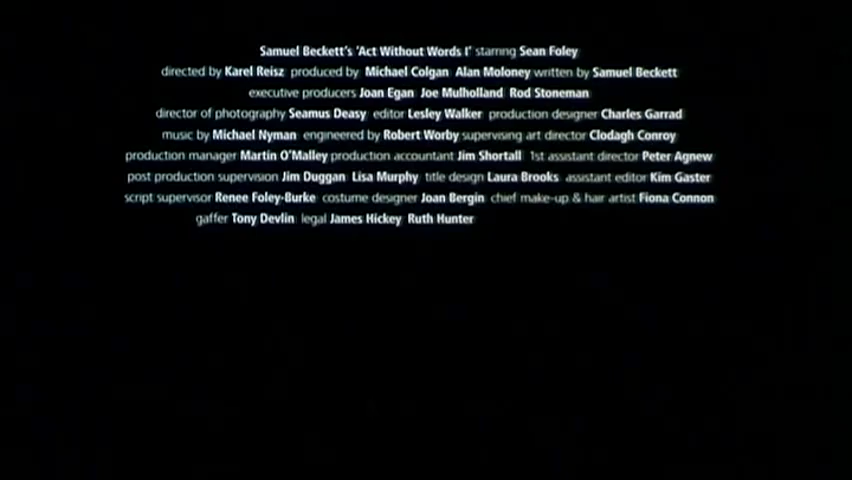 Samuel Beckett's 'Act Without Words I' starring Sean Foley
directed by Karel Reisz produced by Michael Colgan Alan Moloney written by Samuel Beckett
executive producers Joan Egan Joe Mulholland Rod Stoneman
director of photography Seamus Deasy editor Lesley Walker production designer Charles Garrad
music by Michael Nyman engineered by Robert Worby supervising art director Clodagh Conroy
production manager Martin O'Malley production accountant Jim Shortall 1st assistant director Peter Agnew
post production supervision Jim Duggan Lisa Murphy title design Laura Brooks assistant editor Kim Gaster
script supervisor Renee Foley-Burke costume designer Joan Bergin chief make-up & hair artist Fiona Connon
gaffer Tony Devlin legal James Hickey Ruth Hunter